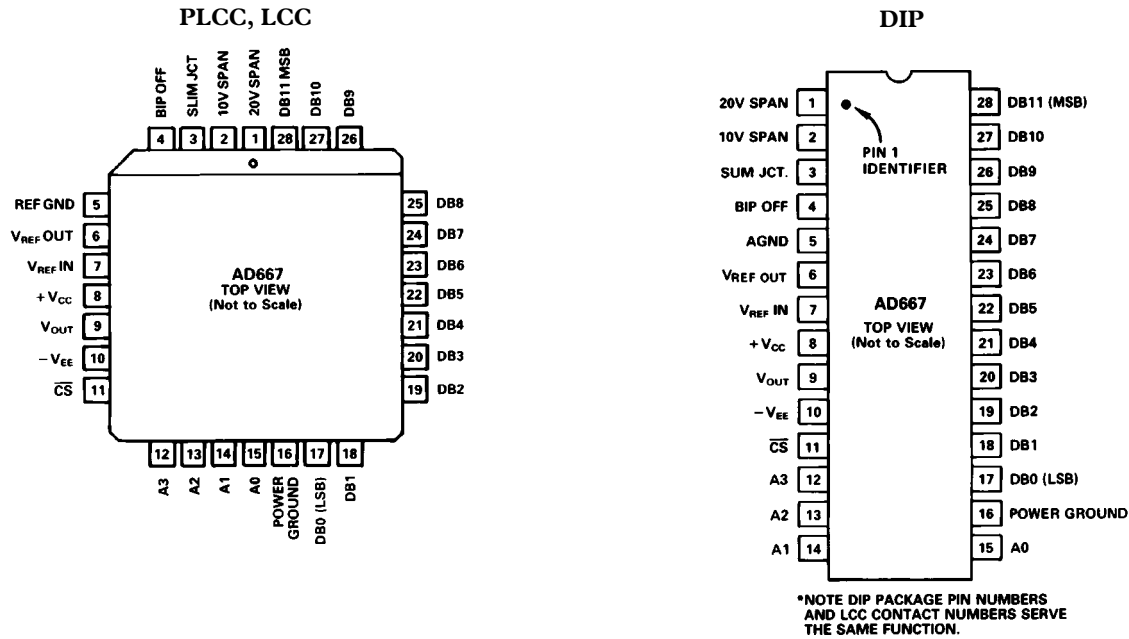 PLCC, LCC
BIP OFF
SLIM JCT
10V SPAN
20V SPAN
DB11 MSB
DB10
DB9
4 3 2 1 28 27 26
REF GND 5
VREF OUT 6
VREF IN 7
+VCC 8
VOUT 9
−VEE 10
CS 11
AD667
TOP VIEW
(Not to Scale)
25 DB8
24 DB7
23 DB6
22 DB5
21 DB4
20 DB3
19 DB2
12 13 14 15 16 17 18
A3
A2
A1
A0
POWER
GROUND
DB0 (LSB)
DB1
DIP
20V SPAN 1
10V SPAN 2
SUM JCT. 3
BIP OFF 4
AGND 5
VREF OUT 6
VREF IN 7
+VCC 8
VOUT 9
−VEE 10
CS 11
A3 12
A2 13
A1 14
PIN 1
IDENTIFIER
AD667
TOP VIEW
(Not to Scale)
28 DB11 (MSB)
27 DB10
26 DB9
25 DB8
24 DB7
23 DB6
22 DB5
21 DB4
20 DB3
19 DB2
18 DB1
17 DB0 (LSB)
16 POWER GROUND
15 A0
*NOTE DIP PACKAGE PIN NUMBERS
AND LCC CONTACT NUMBERS SERVE
THE SAME FUNCTION.